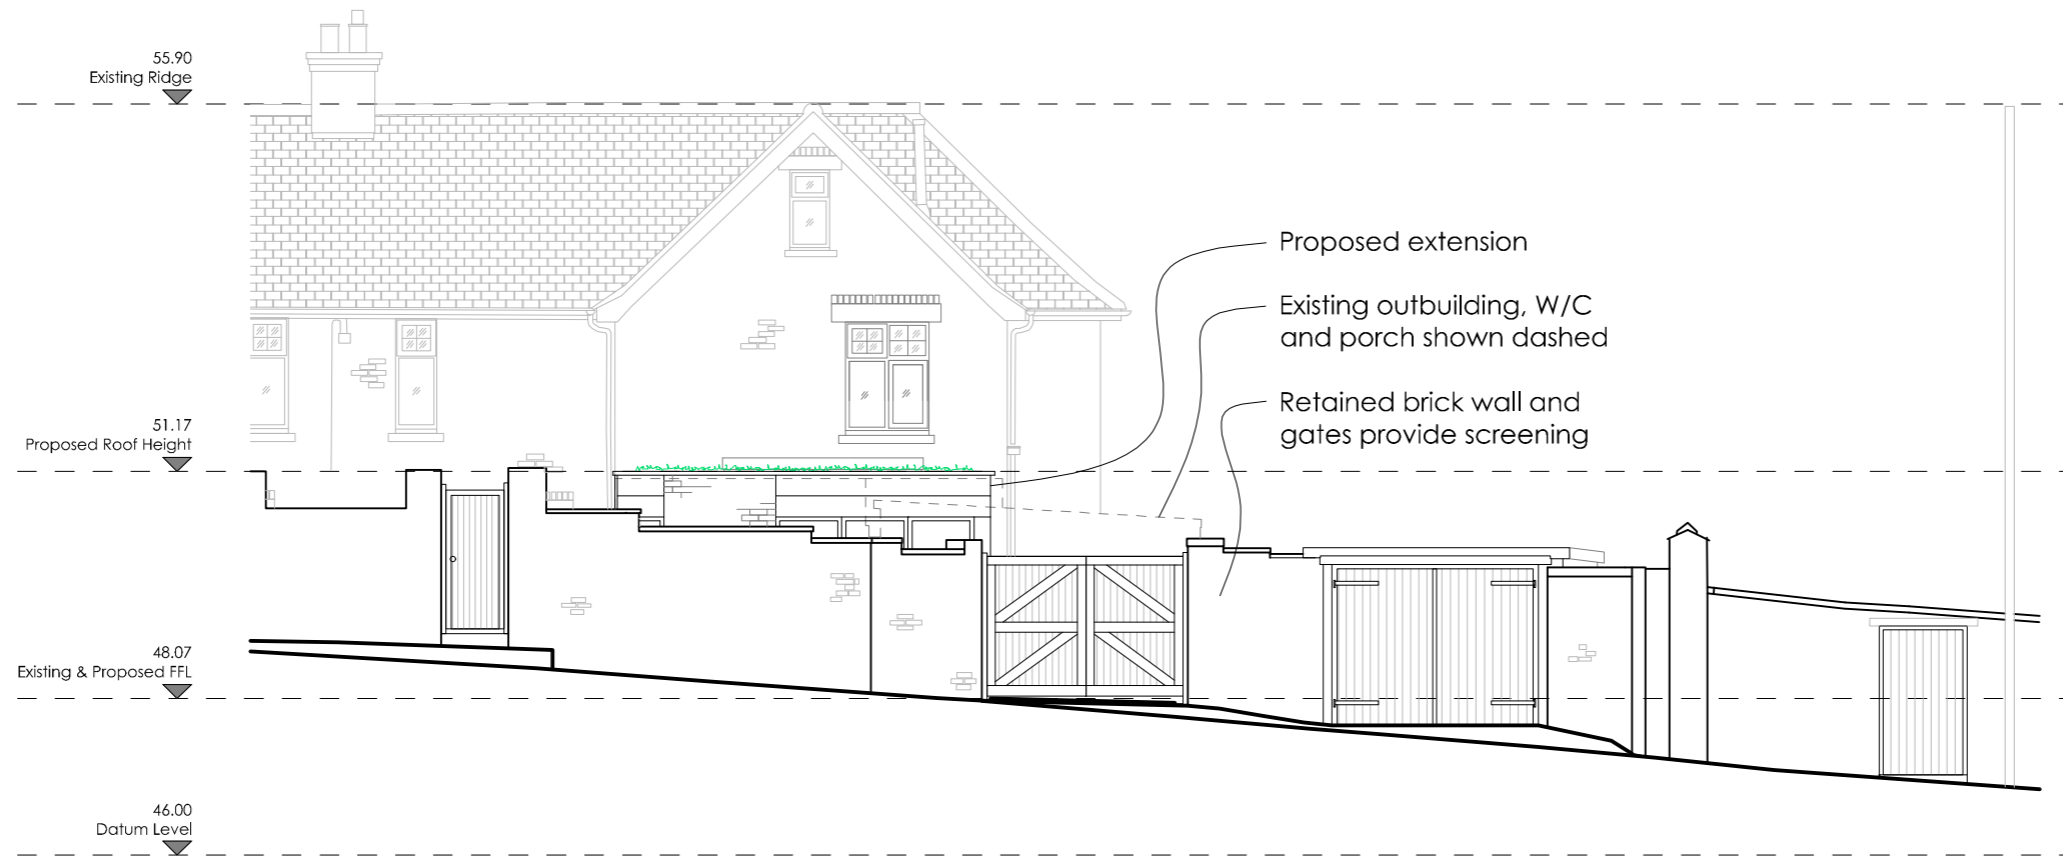 55.90
Existing Ridge
Proposed extension
Existing outbuilding, W/C
and porch shown dashed
Retained brick wall and
gates provide screening
51.17
Proposed Roof Height
48.07
Existing & Proposed FFL
46.00
Datum Level